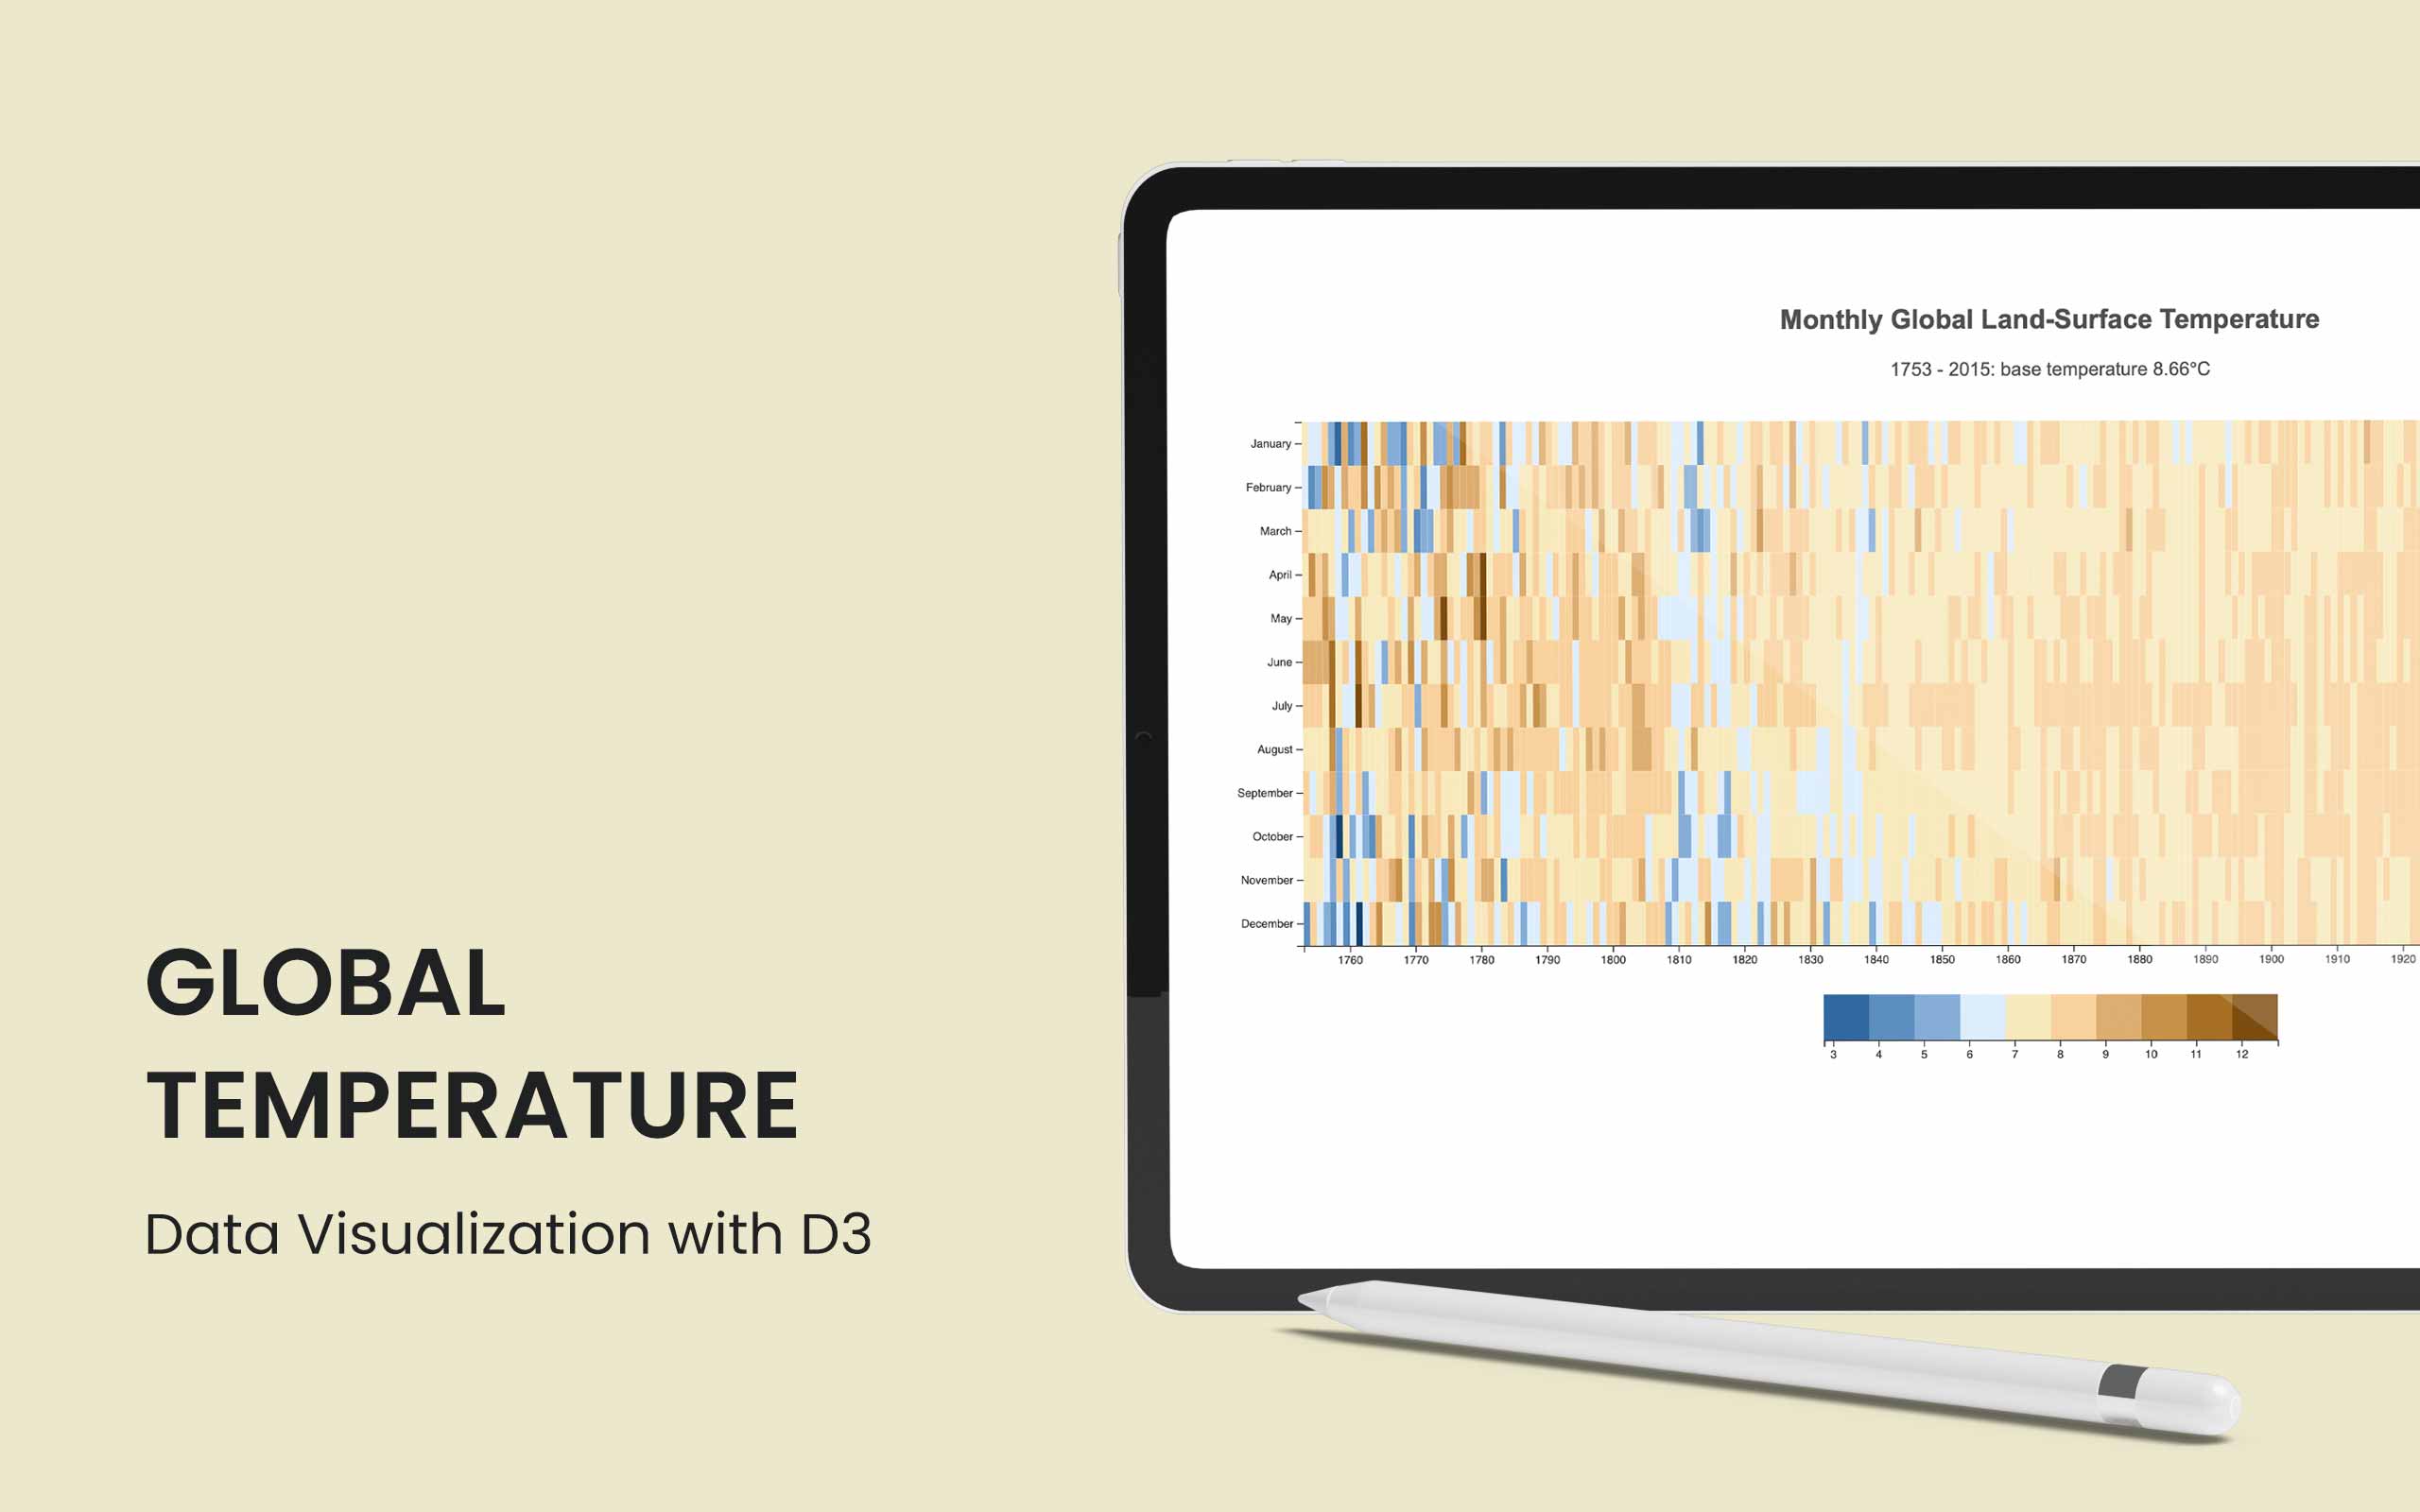 GLOBAL
TEMPERATURE
Data Visualization with D3
Monthly Global Land-Surface Temperature
1753 - 2015: base temperature 8.66°C
January
February
March
April
May
June
July
August
September
October
November
December
1760 1770 1780 1790 1800 1810 1820 1830 1840 1850 1860 1870 1880 1890 1900 1910 1920
3 4 5 6 7 8 9 10 11 12